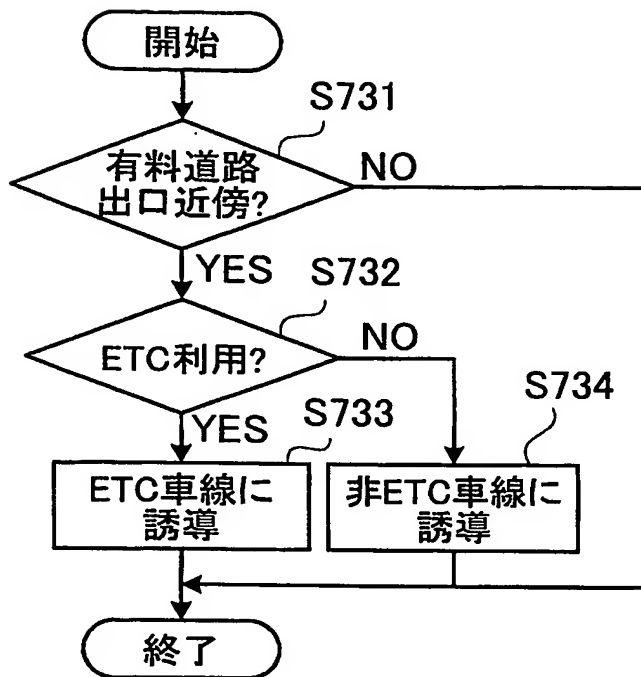 開始
S731
有料道路
出口近傍?
NO
YES
S732
ETC利用?
NO
YES
S733
S734
ETC車線に
誘導
非ETC車線に
誘導
終了